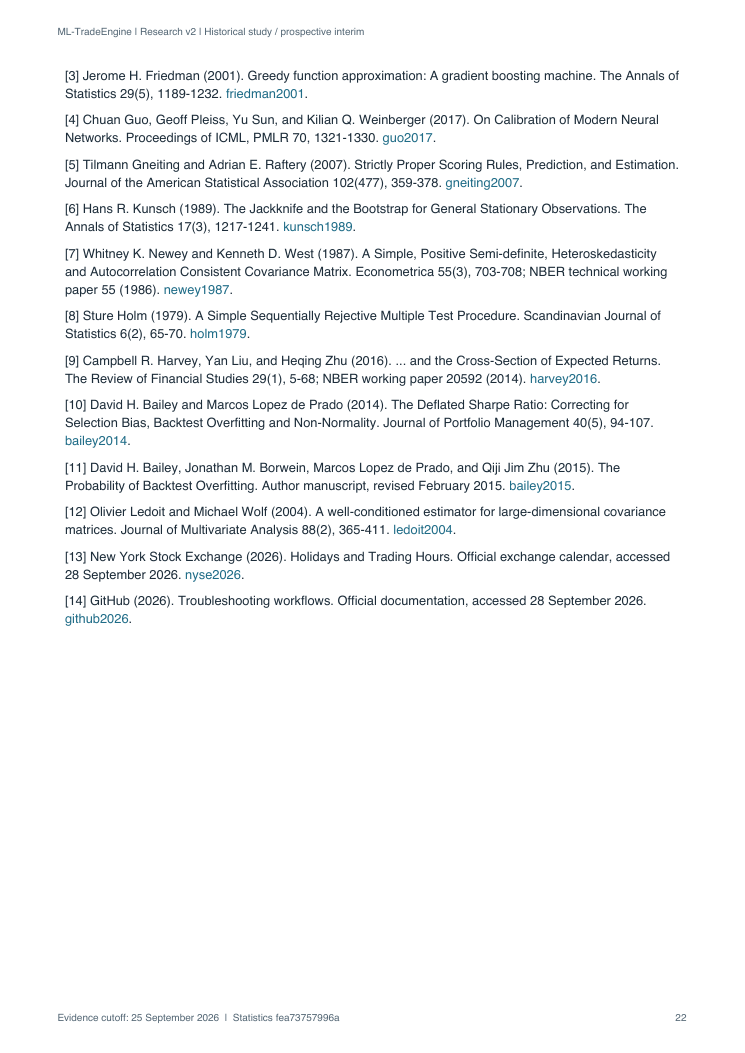 ML-TradeEngine | Research v2 | Historical study / prospective interim
[3] Jerome H. Friedman (2001). Greedy function approximation: A gradient boosting machine. The Annals of
Statistics 29(5), 1189-1232. friedman2001.
[4] Chuan Guo, Geoff Pleiss, Yu Sun, and Kilian Q. Weinberger (2017). On Calibration of Modern Neural
Networks. Proceedings of ICML, PMLR 70, 1321-1330. guo2017.
[5] Tilmann Gneiting and Adrian E. Raftery (2007). Strictly Proper Scoring Rules, Prediction, and Estimation.
Journal of the American Statistical Association 102(477), 359-378. gneiting2007.
[6] Hans R. Kunsch (1989). The Jackknife and the Bootstrap for General Stationary Observations. The
Annals of Statistics 17(3), 1217-1241. kunsch1989.
[7] Whitney K. Newey and Kenneth D. West (1987). A Simple, Positive Semi-definite, Heteroskedasticity
and Autocorrelation Consistent Covariance Matrix. Econometrica 55(3), 703-708; NBER technical working
paper 55 (1986). newey1987.
[8] Sture Holm (1979). A Simple Sequentially Rejective Multiple Test Procedure. Scandinavian Journal of
Statistics 6(2), 65-70. holm1979.
[9] Campbell R. Harvey, Yan Liu, and Heqing Zhu (2016). ... and the Cross-Section of Expected Returns.
The Review of Financial Studies 29(1), 5-68; NBER working paper 20592 (2014). harvey2016.
[10] David H. Bailey and Marcos Lopez de Prado (2014). The Deflated Sharpe Ratio: Correcting for
Selection Bias, Backtest Overfitting and Non-Normality. Journal of Portfolio Management 40(5), 94-107.
bailey2014.
[11] David H. Bailey, Jonathan M. Borwein, Marcos Lopez de Prado, and Qiji Jim Zhu (2015). The
Probability of Backtest Overfitting. Author manuscript, revised February 2015. bailey2015.
[12] Olivier Ledoit and Michael Wolf (2004). A well-conditioned estimator for large-dimensional covariance
matrices. Journal of Multivariate Analysis 88(2), 365-411. ledoit2004.
[13] New York Stock Exchange (2026). Holidays and Trading Hours. Official exchange calendar, accessed
28 September 2026. nyse2026.
[14] GitHub (2026). Troubleshooting workflows. Official documentation, accessed 28 September 2026.
github2026.
Evidence cutoff: 25 September 2026 | Statistics fea73757996a
22